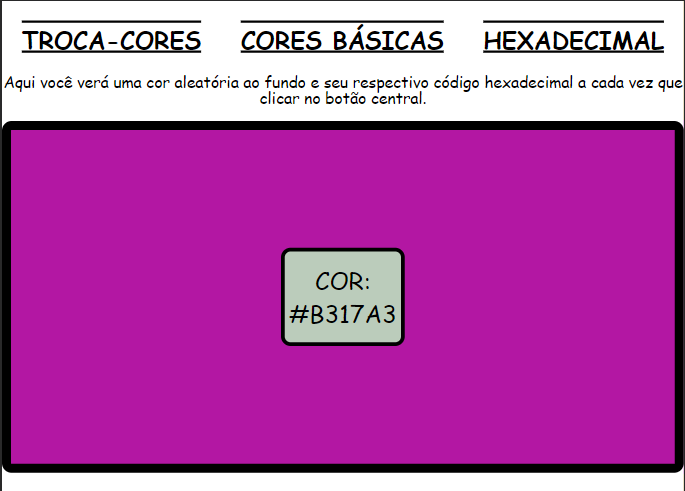 TROCA-CORES CORES BÁSICAS HEXADECIMAL
Aqui você verá uma cor aleatória ao fundo e seu respectivo código hexadecimal a cada vez que
clicar no botão central.
COR:
#B317A3